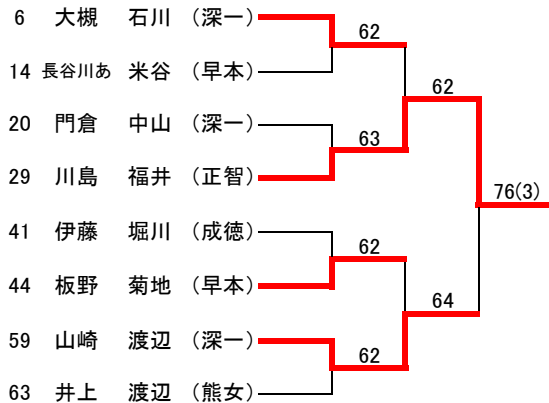 6 大槻 石川 (深一)
62
14 長谷川あ 米谷 (早本)
62
20 門倉 中山 (深一)
63
29 川島 福井 (正智)
76(3)
41 伊藤 堀川 (成徳)
62
44 板野 菊地 (早本)
64
59 山崎 渡辺 (深一)
62
63 井上 渡辺 (熊女)